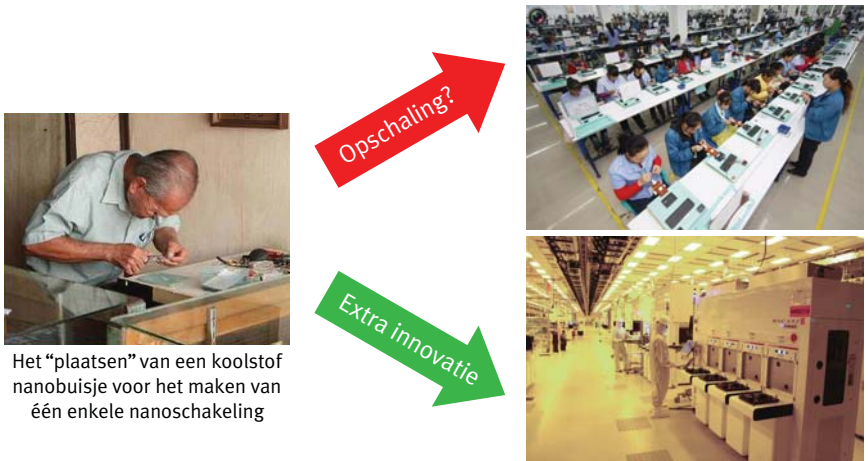 Opschaling?
Extra innovatie
Het “plaatsen” van een koolstof
nanobuisje voor het maken van
één enkele nanoschakeling